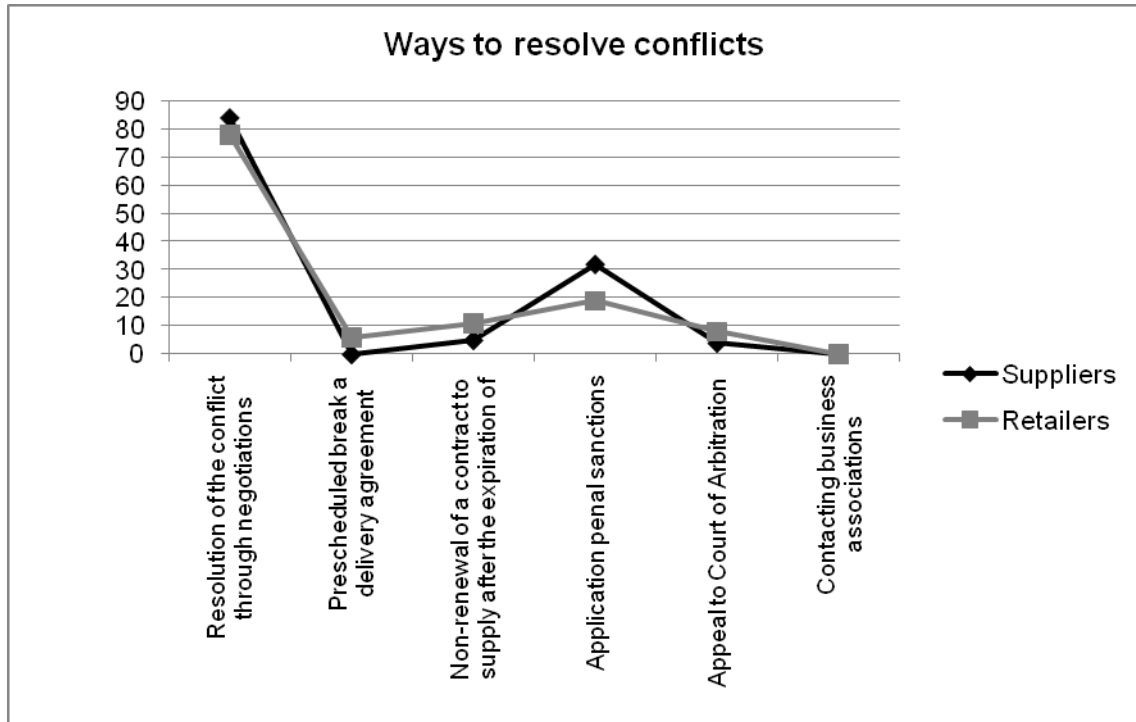 Ways to resolve conflicts
90
80
70
60
50
40
30
20
10
0
Resolution of the conflict
through negotiations
Prescheduled break a
delivery agreement
Non-renewal of a contract to
supply after the expiration of
Application penal sanctions
Appeal to Court of Arbitration
Contacting business
associations
Suppliers
Retailers